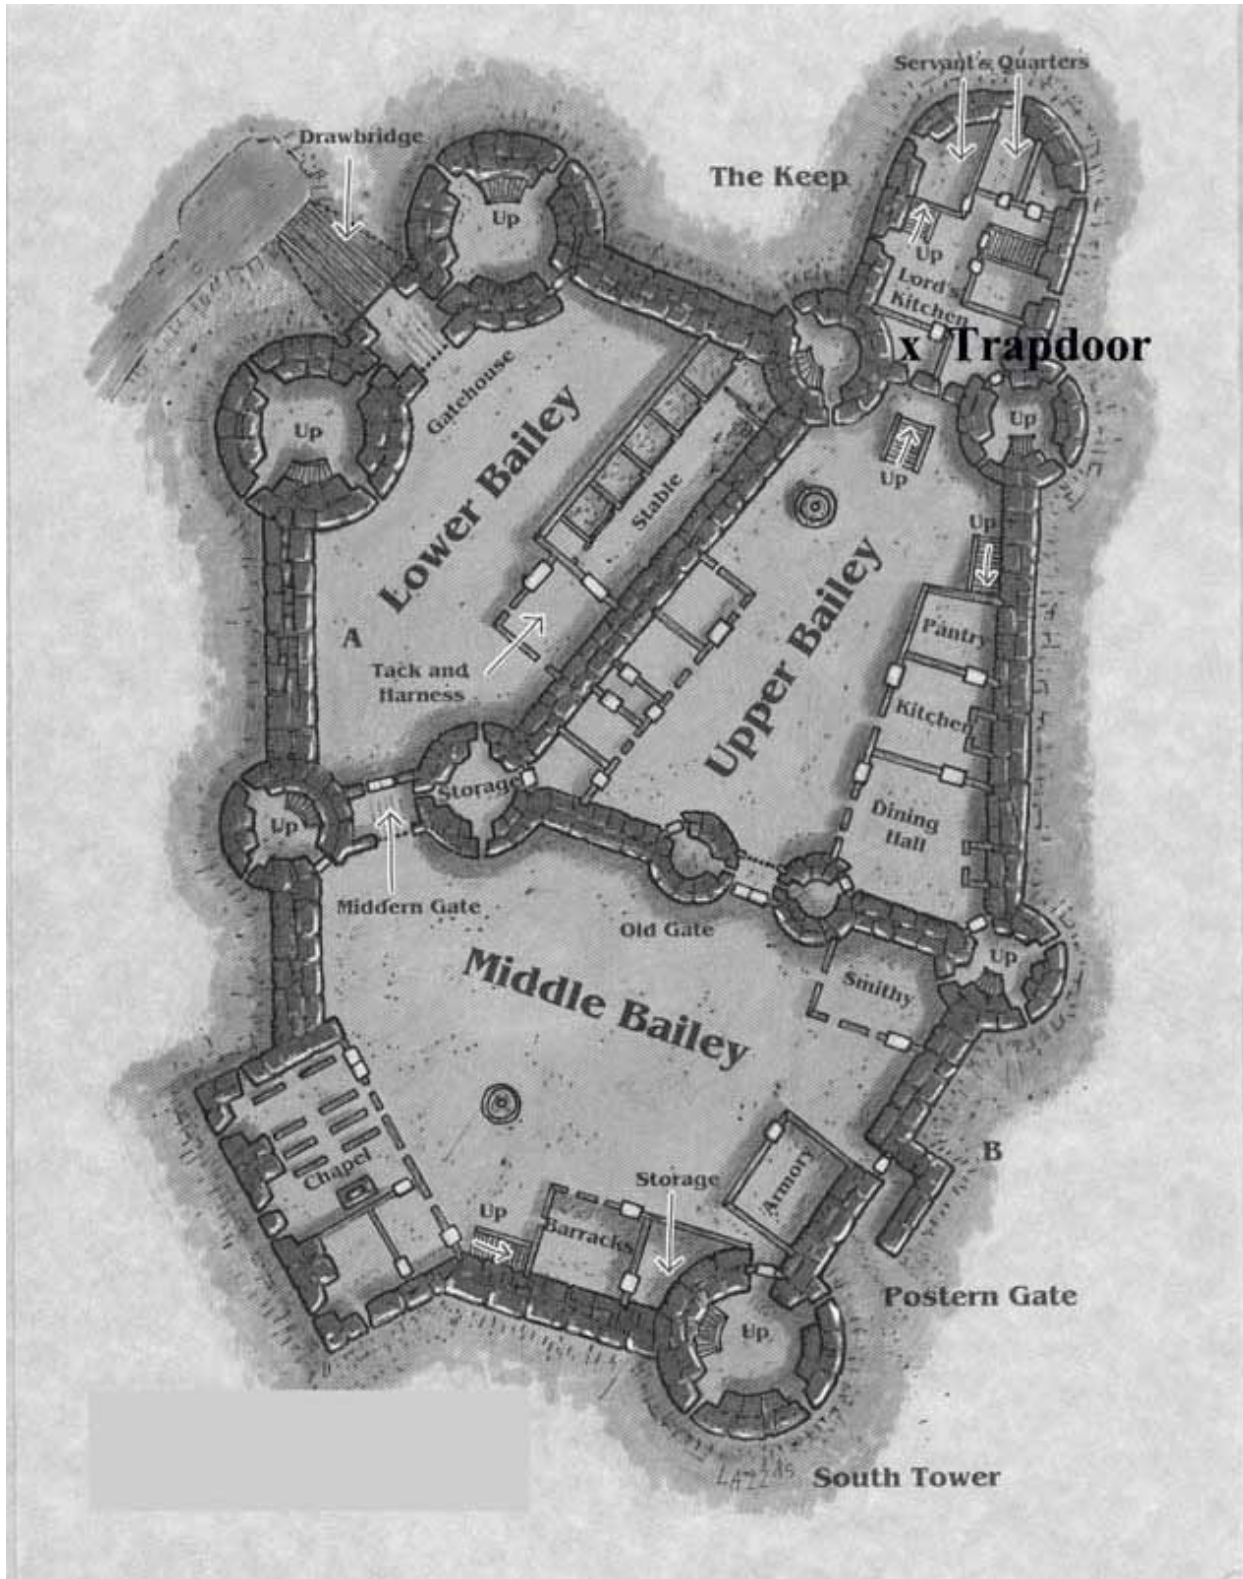 Servant's Quarters
Drawbridge
The Keep
Up
Up
Lord's
Kitchen
x Trapdoor
Gatehouse
Up
Up
Up
Lower Bailey
Stable
Up
Upper Bailey
A
Tack and
Harness
Pantry
Kitchen
Storage
Up
Dining
Hall
Middern Gate
Old Gate
Up
Smithy
Middle Bailey
B
Chapel
Storage
Armory
Up
Barracks
Postern Gate
Up
South Tower